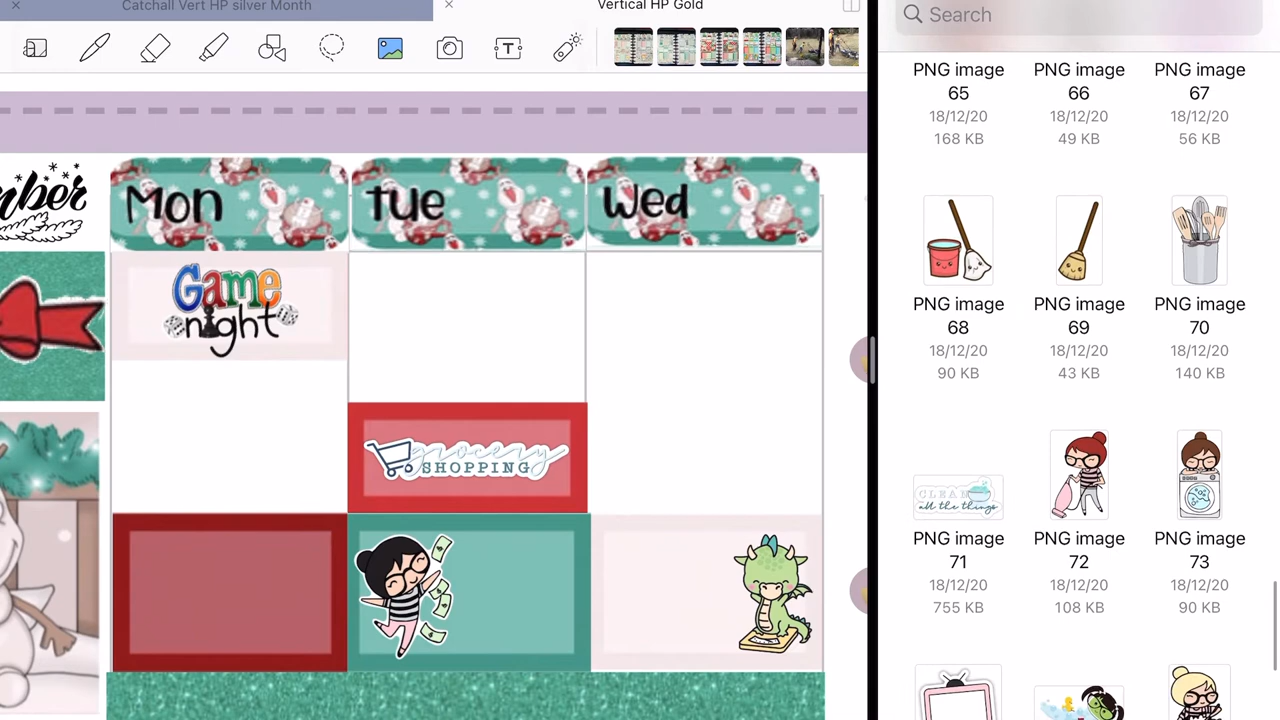 Catchall Vert HP silver Month
Vertical HP Gold
Search
PNG image 65
18/12/20
168 KB
PNG image 66
18/12/20
49 KB
PNG image 67
18/12/20
56 KB
mber
Mon
Tue
Wed
Game
night
grocery
SHOPPING
PNG image 68
18/12/20
90 KB
PNG image 69
18/12/20
43 KB
PNG image 70
18/12/20
140 KB
CLEAN
all the things
PNG image 71
18/12/20
755 KB
PNG image 72
18/12/20
108 KB
PNG image 73
18/12/20
90 KB